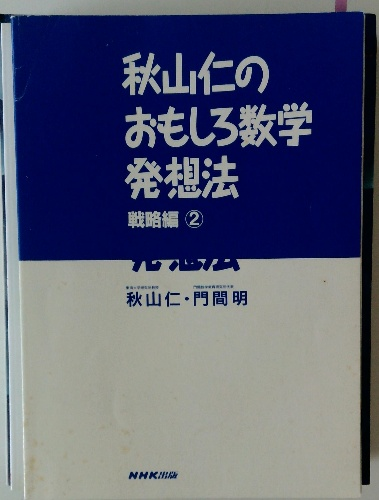 秋山仁の
おもしろ数学
発想法
戦略編②
発想法
秋山仁・門間明
NHK出版